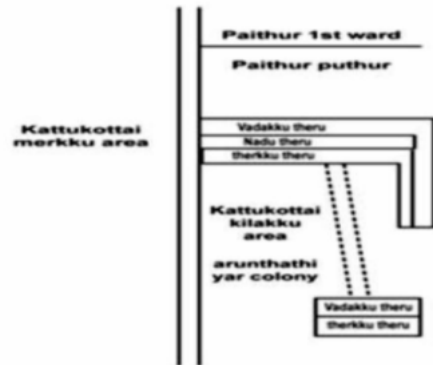 Paithur 1st ward
Paithur puthur
Kattukottai
merkku area
Vadakku theru
Nadu theru
therkku theru
Kattukottai
kilakku
area
arunthathi
yar colony
Vadakku theru
therkku theru